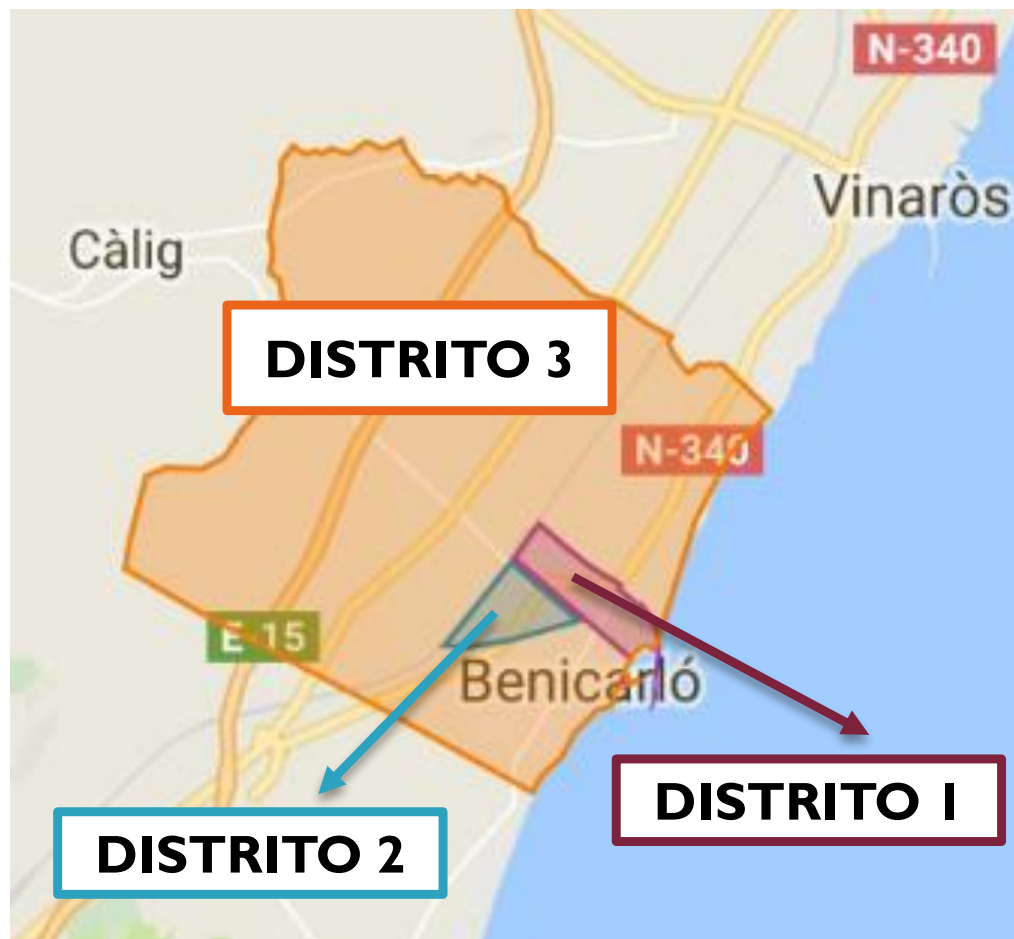 N-340
Vinaròs
Càlig
DISTRITO 3
N-340
E-15
Benicarló
DISTRITO 1
DISTRITO 2